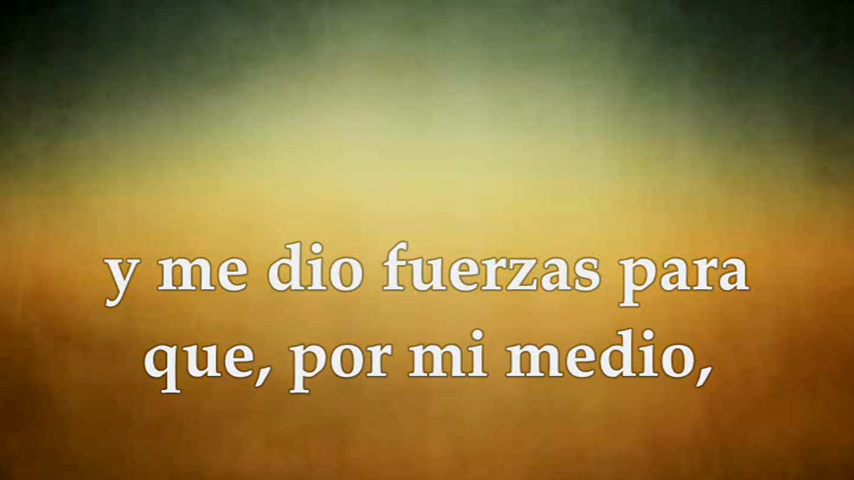 y me dio fuerzas para
que, por mi medio,